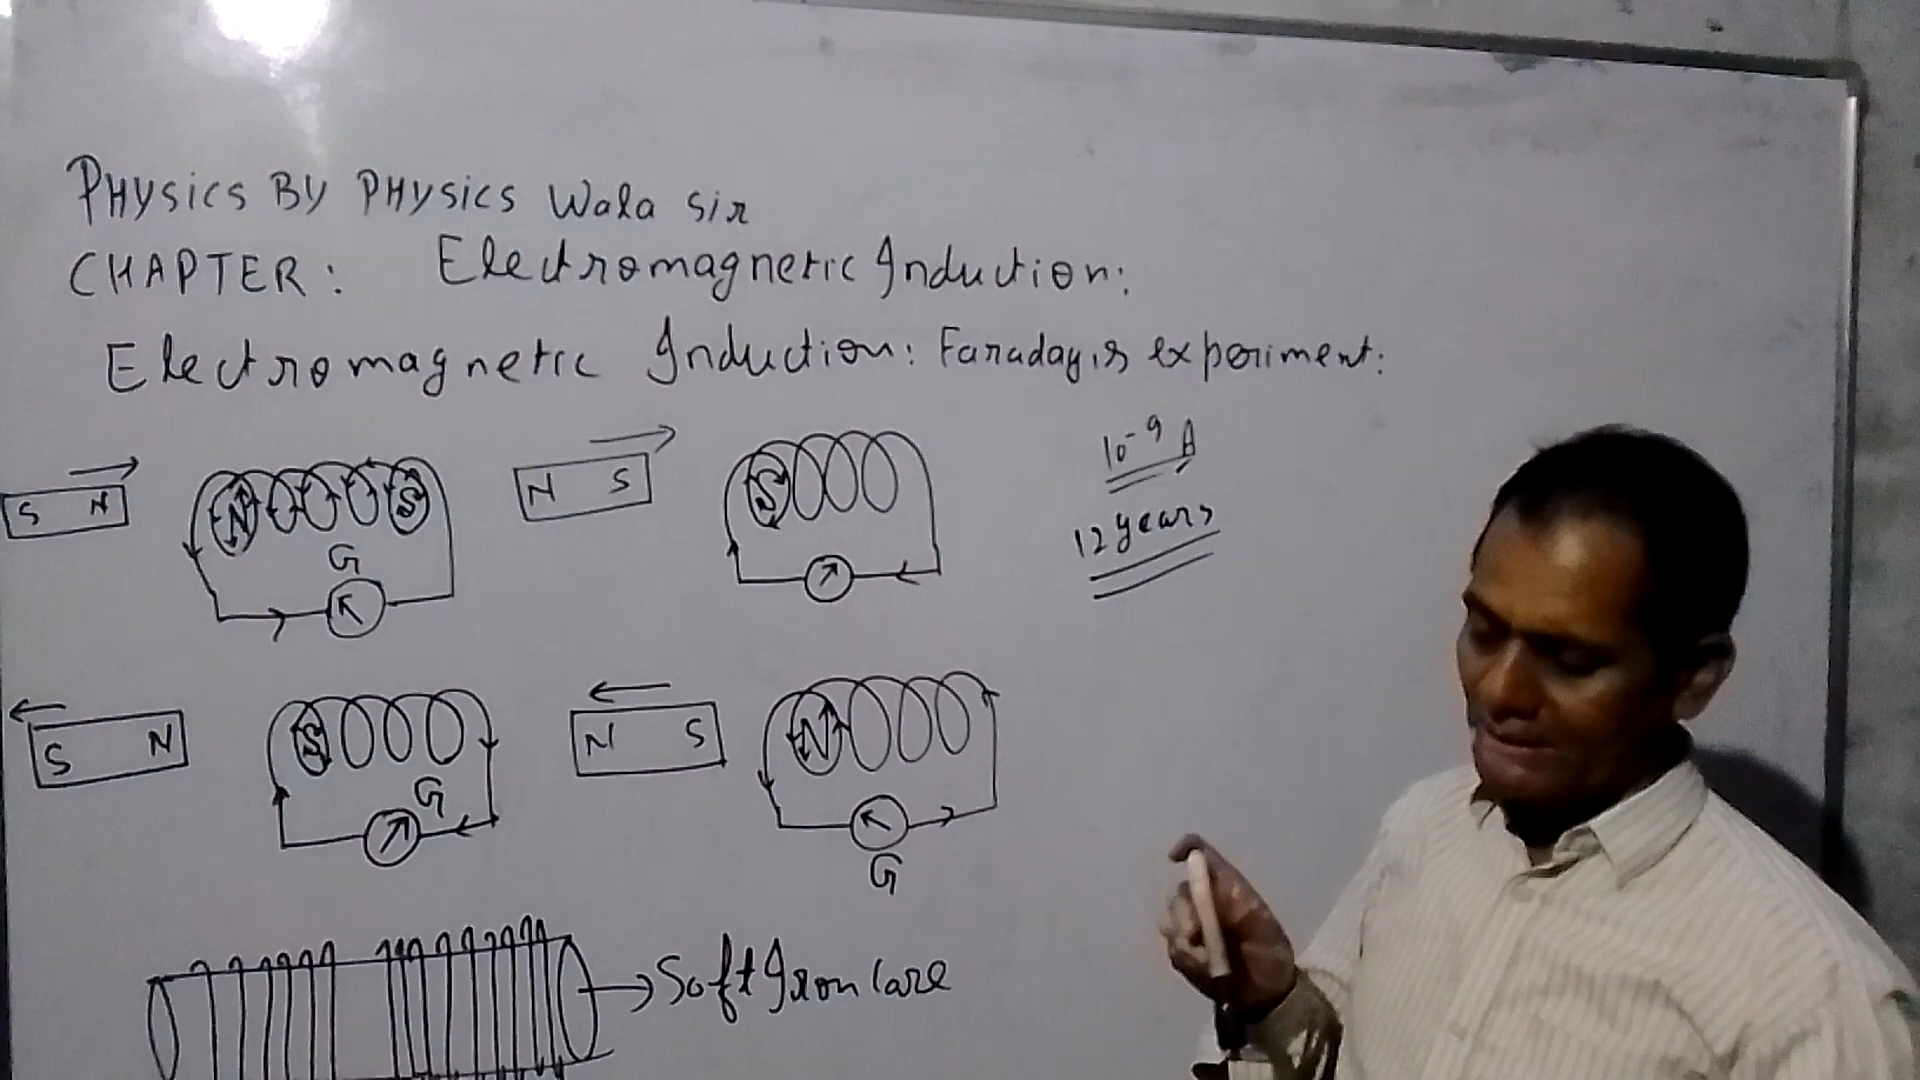 PHYSICS BY PHYSICS Wala Sir
CHAPTER: Electromagnetic Induction:
Electromagnetic Induction: Faraday,s experiment:
S N
N
S
G
N S
S
10⁻⁹ A
12 years
S N
S
G
N S
N
G
Soft Iron Core